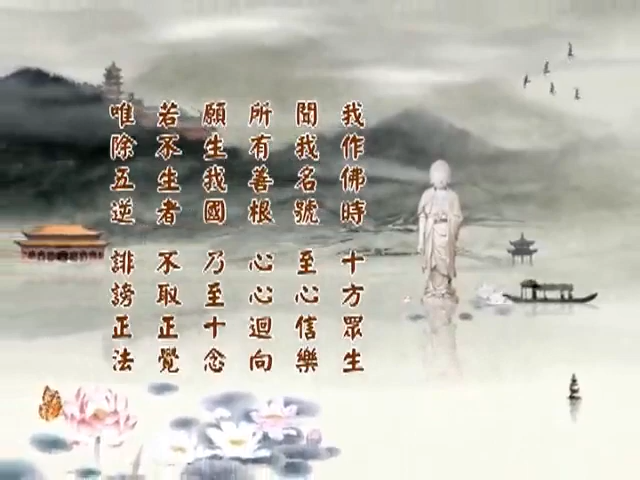 我作佛時 十方眾生
聞我名號 至心信樂
所有善根 心心迴向
願生我國 乃至十念
若不生者 不取正覺
唯除五逆 誹謗正法